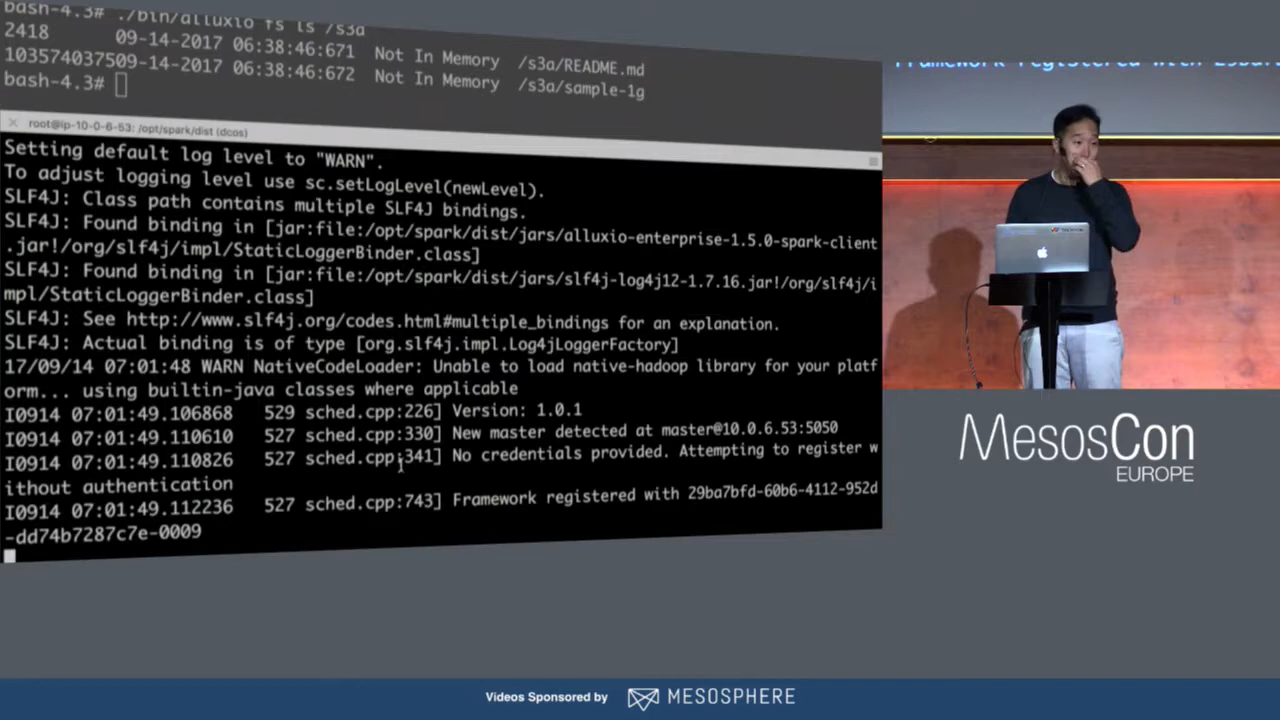 bash-4.3# ./bin/alluxio fs ls /s3a
2418 09-14-2017 06:38:46:671 Not In Memory /s3a/README.md
103574037509-14-2017 06:38:46:672 Not In Memory /s3a/sample-1g
bash-4.3#
root@ip-10-0-6-53: /opt/spark/dist (dcos)
Setting default log level to "WARN".
To adjust logging level use sc.setLogLevel(newLevel).
SLF4J: Class path contains multiple SLF4J bindings.
SLF4J: Found binding in [jar:file:/opt/spark/dist/jars/alluxio-enterprise-1.5.0-spark-client
.jar!/org/slf4j/impl/StaticLoggerBinder.class]
SLF4J: Found binding in [jar:file:/opt/spark/dist/jars/slf4j-log4j12-1.7.16.jar!/org/slf4j/i
mpl/StaticLoggerBinder.class]
SLF4J: See http://www.slf4j.org/codes.html#multiple_bindings for an explanation.
SLF4J: Actual binding is of type [org.slf4j.impl.Log4jLoggerFactory]
17/09/14 07:01:48 WARN NativeCodeLoader: Unable to load native-hadoop library for your platf
orm... using builtin-java classes where applicable
I0914 07:01:49.106868 529 sched.cpp:226] Version: 1.0.1
I0914 07:01:49.110610 527 sched.cpp:330] New master detected at master@10.0.6.53:5050
I0914 07:01:49.110826 527 sched.cpp:341] No credentials provided. Attempting to register w
ithout authentication
I0914 07:01:49.112236 527 sched.cpp:743] Framework registered with 29ba7bfd-60b6-4112-952d
-dd74b7287c7e-0009
Framework registered with
MesosCon
EUROPE
Videos Sponsored by MESOSPHERE